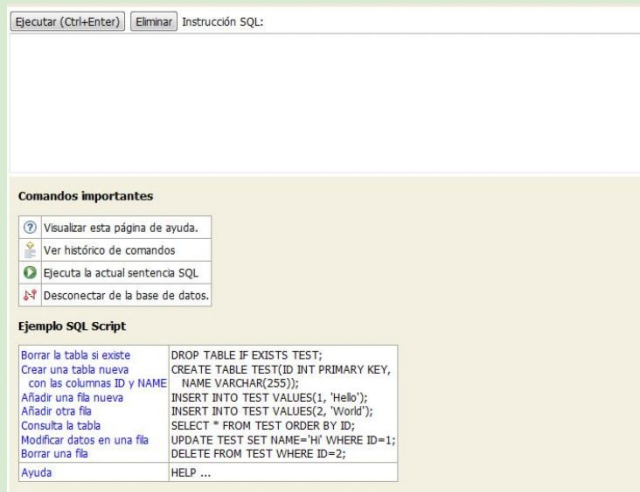 Ejecutar (Ctrl+Enter) Eliminar Instrucción SQL:
Comandos importantes
Visualizar esta página de ayuda.
Ver histórico de comandos
Ejecuta la actual sentencia SQL
Desconectar de la base de datos.
Ejemplo SQL Script
Borrar la tabla si existe DROP TABLE IF EXISTS TEST;
Crear una tabla nueva CREATE TABLE TEST(ID INT PRIMARY KEY,
con las columnas ID y NAME NAME VARCHAR(255));
Añadir una fila nueva INSERT INTO TEST VALUES(1, 'Hello');
Añadir otra fila INSERT INTO TEST VALUES(2, 'World');
Consulta la tabla SELECT * FROM TEST ORDER BY ID;
Modificar datos en una fila UPDATE TEST SET NAME='Hi' WHERE ID=1;
Borrar una fila DELETE FROM TEST WHERE ID=2;
Ayuda HELP ...